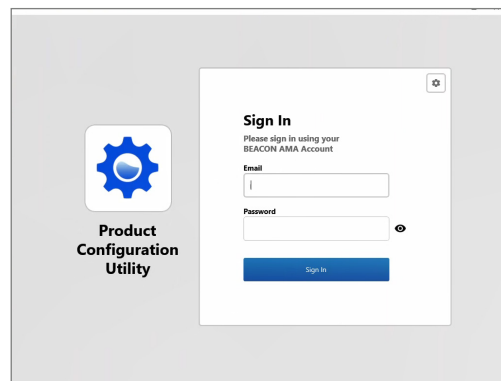 Product
Configuration
Utility
Sign In
Please sign in using your
BEACON AMA Account
Email
Password
Sign In